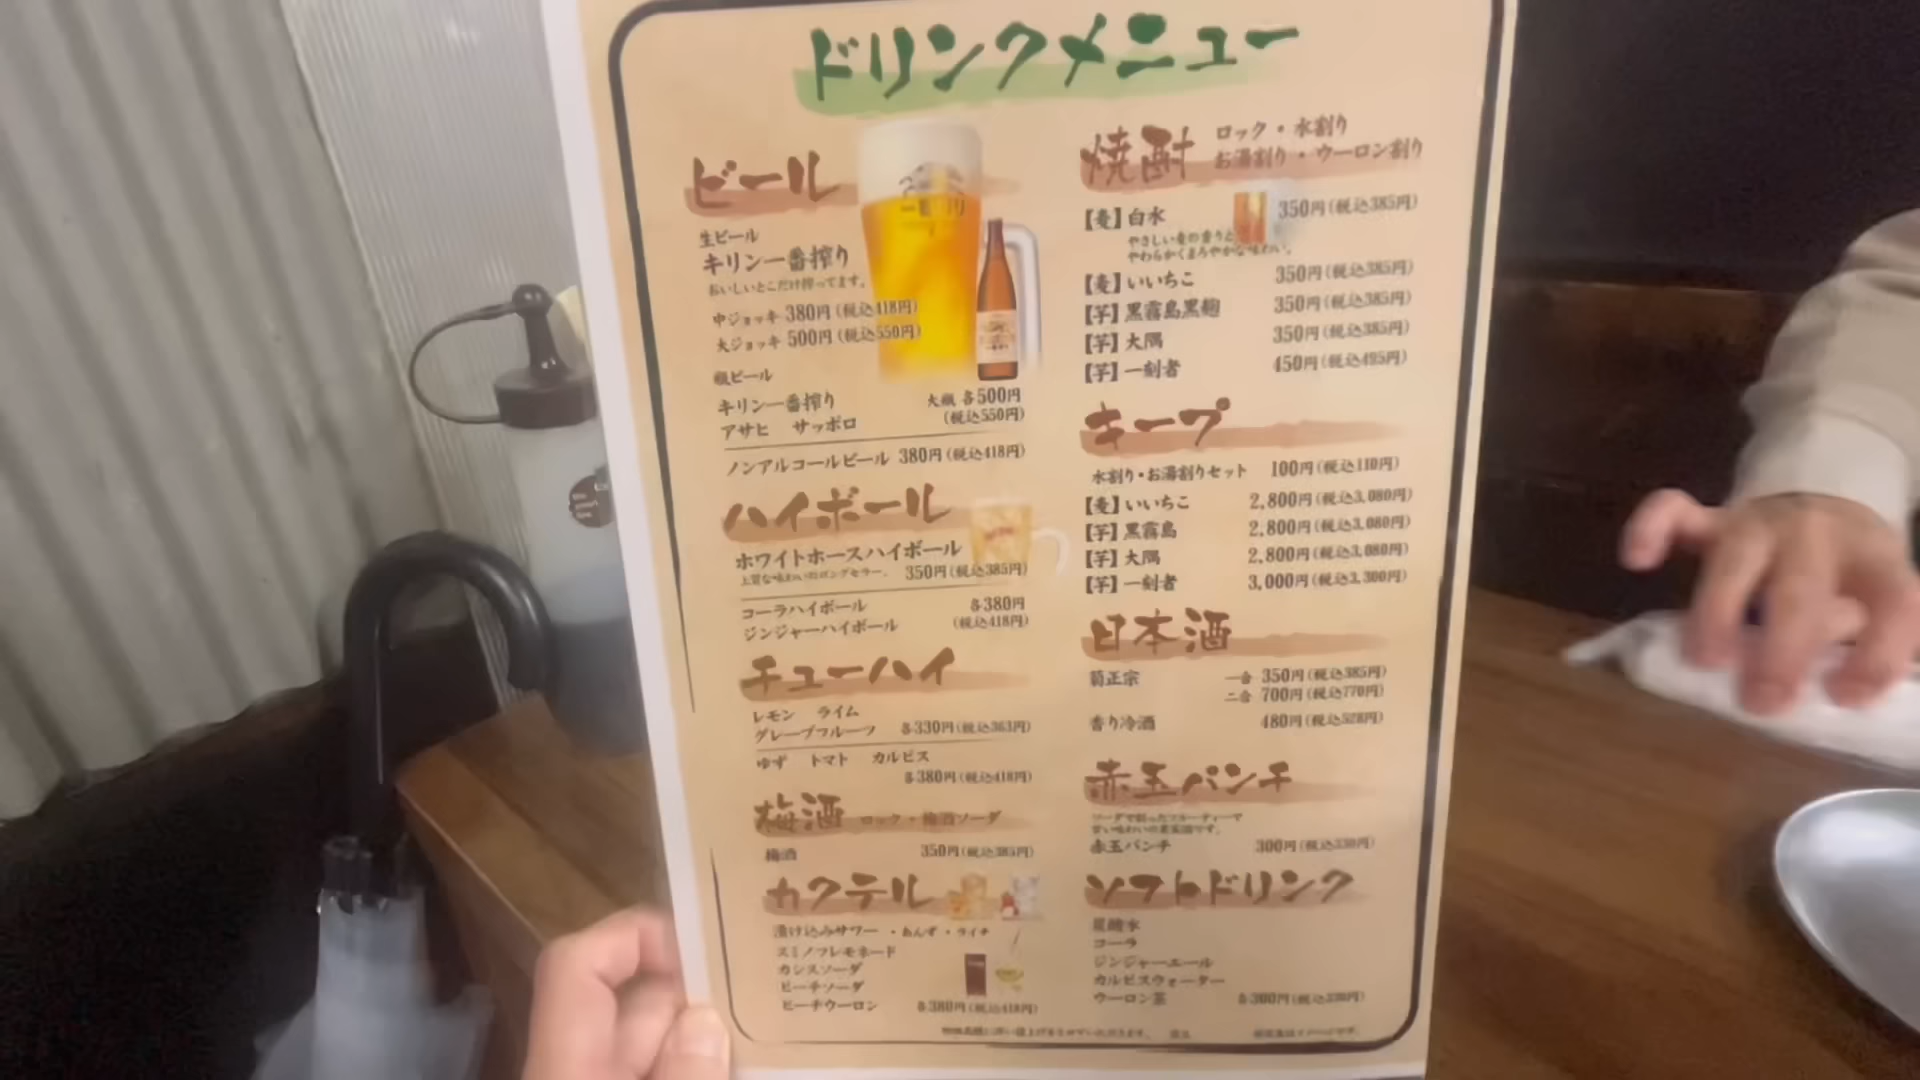 ドリンクメニュー
ビール
生ビール
キリン一番搾り
おいしいとこだけ搾ってます。
中ジョッキ 380円(税込418円)
大ジョッキ 500円(税込550円)
瓶ビール
キリン一番搾り 大瓶 各500円
アサヒ サッポロ (税込550円)
ノンアルコールビール 380円(税込418円)
ハイボール
ホワイトホースハイボール
上質な味わいのロングセラー。 350円(税込385円)
コーラハイボール 各380円
ジンジャーハイボール (税込418円)
チューハイ
レモン ライム
グレープフルーツ 各330円(税込363円)
ゆず トマト カルピス
各380円(税込418円)
梅酒 ロック・梅酒ソーダ
梅酒 350円(税込385円)
カクテル
漬け込みサワー ・あんず ・ライチ
スミノフレモネード
カシスソーダ
ピーチソーダ
ピーチウーロン 各380円(税込418円)
焼酎 ロック・水割り
お湯割り・ウーロン割り
【麦】白水 350円(税込385円)
やさしい麦の香りと
やわらかくまろやかな味わい。
【麦】いいちこ 350円(税込385円)
【芋】黒霧島黒麹 350円(税込385円)
【芋】大隅 350円(税込385円)
【芋】一刻者 450円(税込495円)
キープ
水割り・お湯割りセット 100円(税込110円)
【麦】いいちこ 2,800円(税込3,080円)
【芋】黒霧島 2,800円(税込3,080円)
【芋】大隅 2,800円(税込3,080円)
【芋】一刻者 3,000円(税込3,300円)
日本酒
菊正宗 一合 350円(税込385円)
二合 700円(税込770円)
香り冷酒 480円(税込528円)
赤玉パンチ
ソーダで割ったフルーティーで
甘い味わいの
赤玉パンチ 300円(税込330円)
ソフトドリンク
炭酸水
コーラ
ジンジャーエール
カルピスウォーター
ウーロン茶 各300円(税込330円)